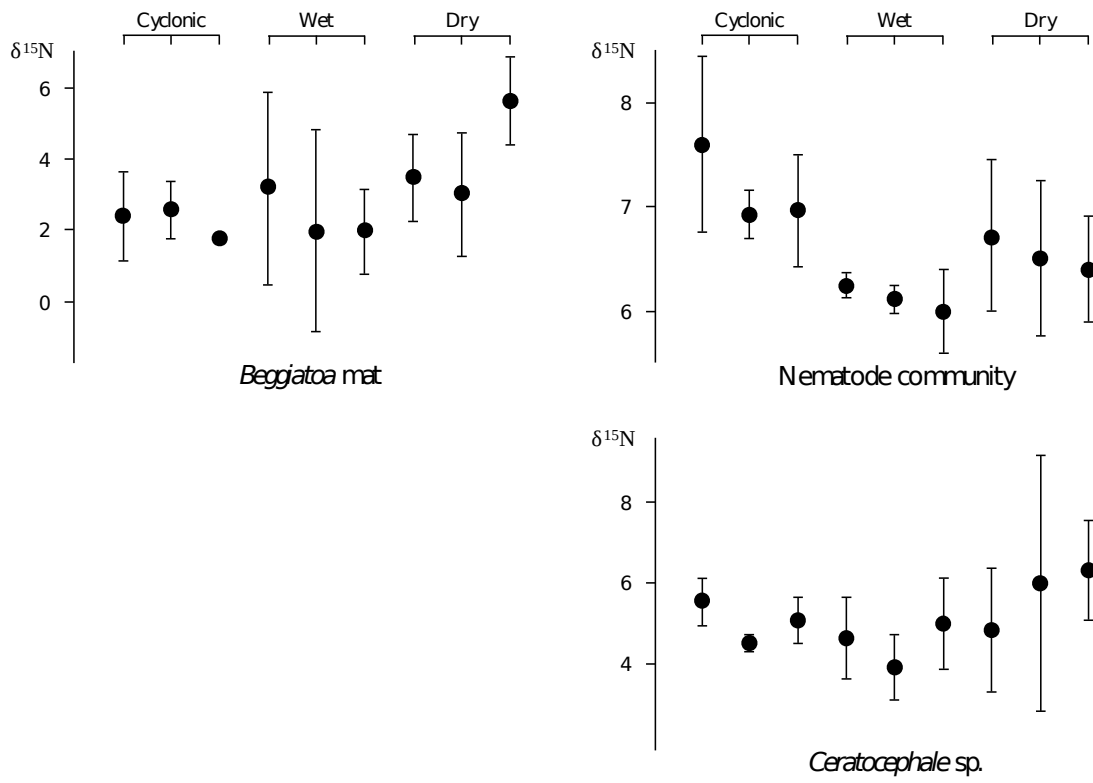 Cyclonic Wet Dry
δ¹⁵N
6
4
2
0
Beggiatoa mat
Cyclonic Wet Dry
δ¹⁵N
8
7
6
Nematode community
δ¹⁵N
8
6
4
Ceratocephale sp.